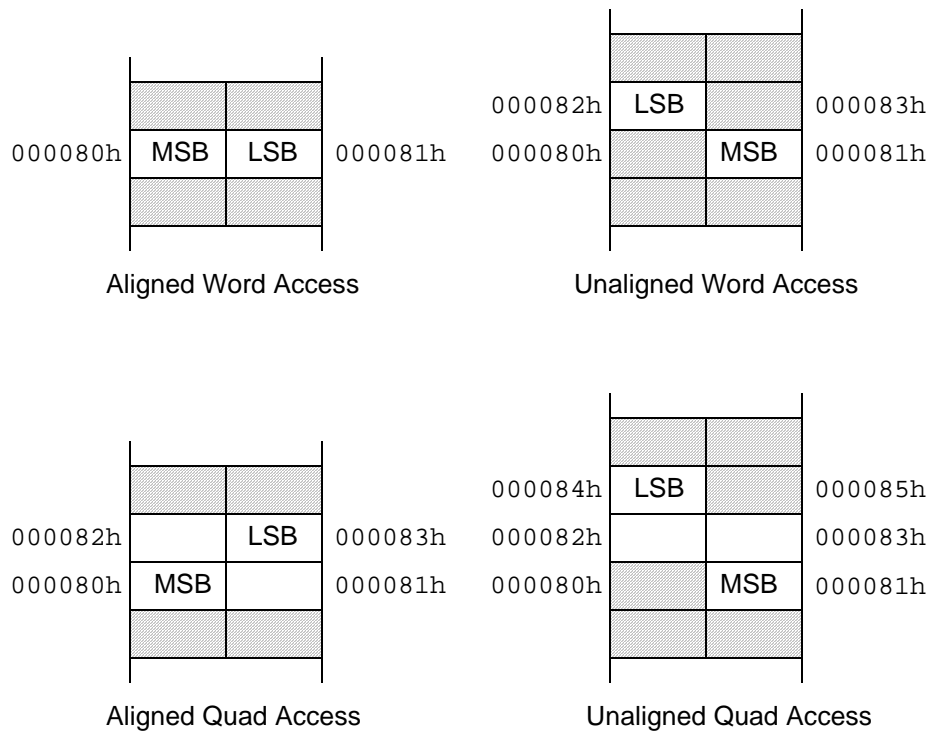 000080h MSB LSB 000081h
Aligned Word Access
000082h LSB 000083h
000080h MSB 000081h
Unaligned Word Access
000082h LSB 000083h
000080h MSB 000081h
Aligned Quad Access
000084h LSB 000085h
000082h 000083h
000080h MSB 000081h
Unaligned Quad Access